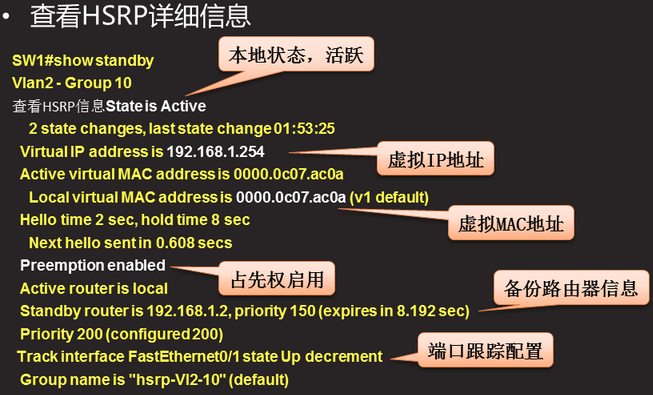 • 查看HSRP详细信息
SW1#show standby
本地状态，活跃
Vlan2 - Group 10
查看HSRP信息State is Active
2 state changes, last state change 01:53:25
Virtual IP address is 192.168.1.254
虚拟IP地址
Active virtual MAC address is 0000.0c07.ac0a
Local virtual MAC address is 0000.0c07.ac0a (v1 default)
虚拟MAC地址
Hello time 2 sec, hold time 8 sec
Next hello sent in 0.608 secs
Preemption enabled
占先权启用
Active router is local
备份路由器信息
Standby router is 192.168.1.2, priority 150 (expires in 8.192 sec)
Priority 200 (configured 200)
端口跟踪配置
Track interface FastEthernet0/1 state Up decrement
Group name is "hsrp-Vl2-10" (default)